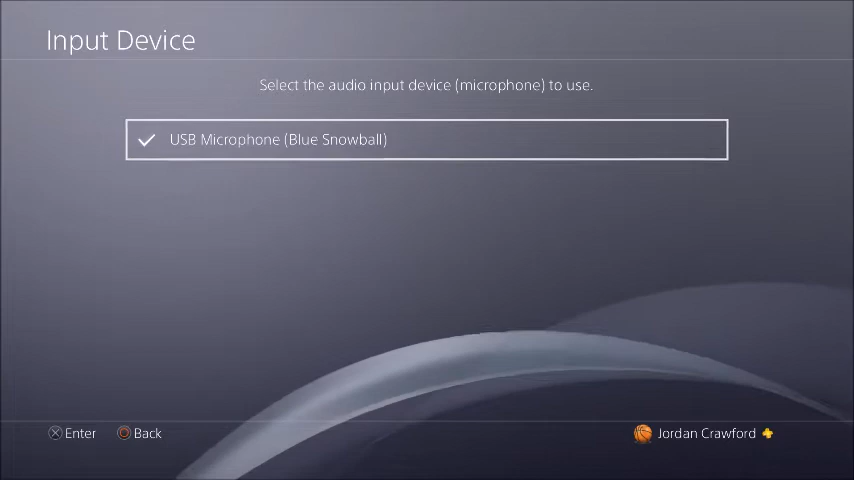 Input Device
Select the audio input device (microphone) to use.
USB Microphone (Blue Snowball)
Enter Back Jordan Crawford